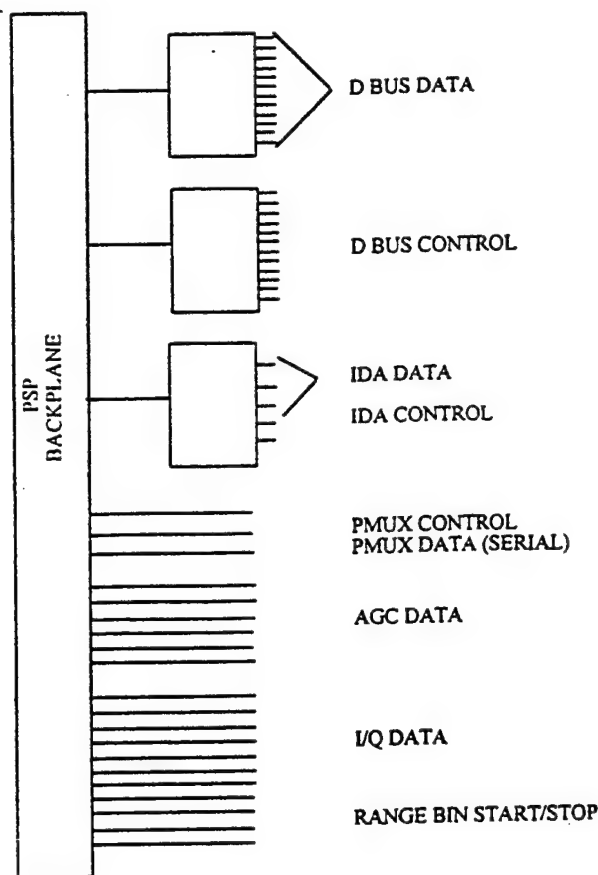 D BUS DATA
D BUS CONTROL
PSP
BACKPLANE
IDA DATA
IDA CONTROL
PMUX CONTROL
PMUX DATA (SERIAL)
AGC DATA
I/Q DATA
RANGE BIN START/STOP